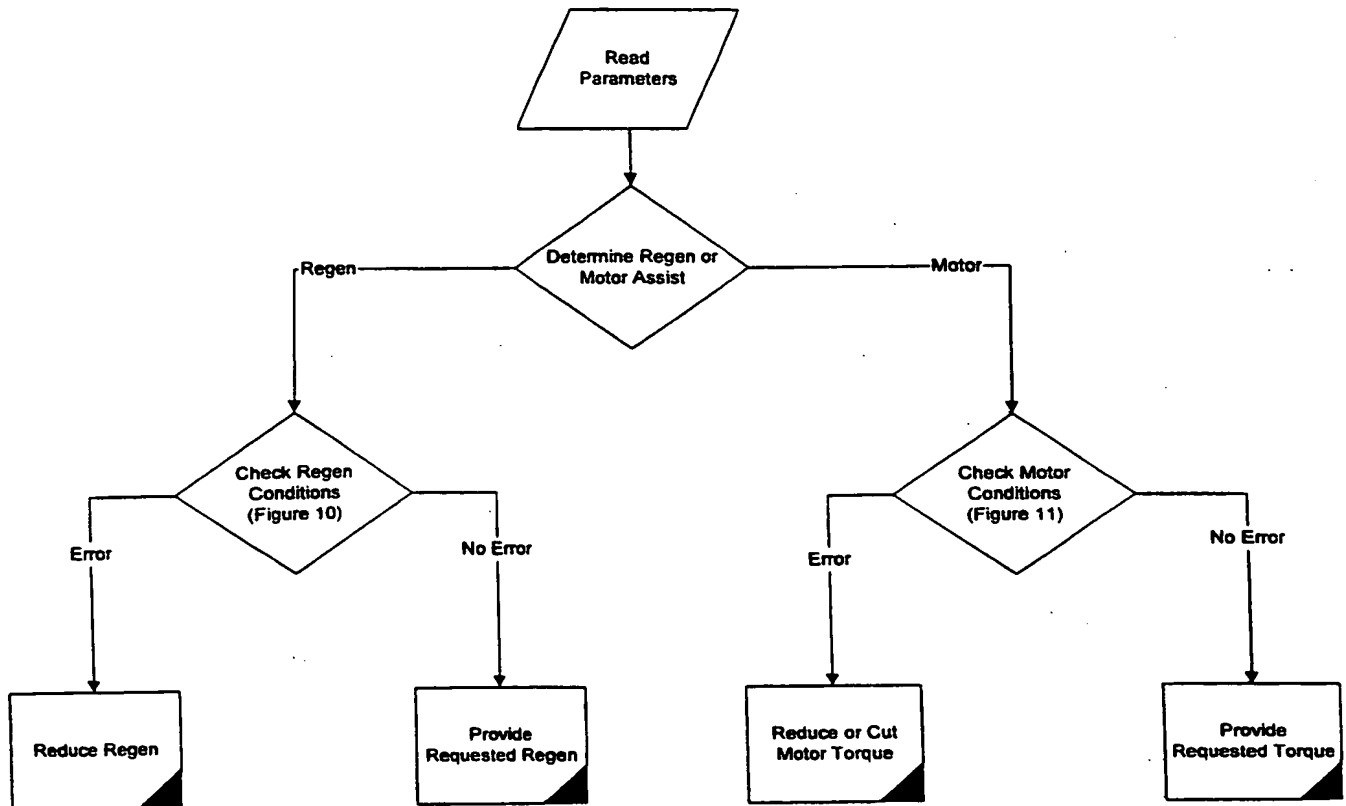 Read
Parameters
Determine Regen or
Motor Assist
Regen
Motor
Check Regen
Conditions
(Figure 10)
Check Motor
Conditions
(Figure 11)
Error
No Error
Error
No Error
Reduce Regen
Provide
Requested Regen
Reduce or Cut
Motor Torque
Provide
Requested Torque